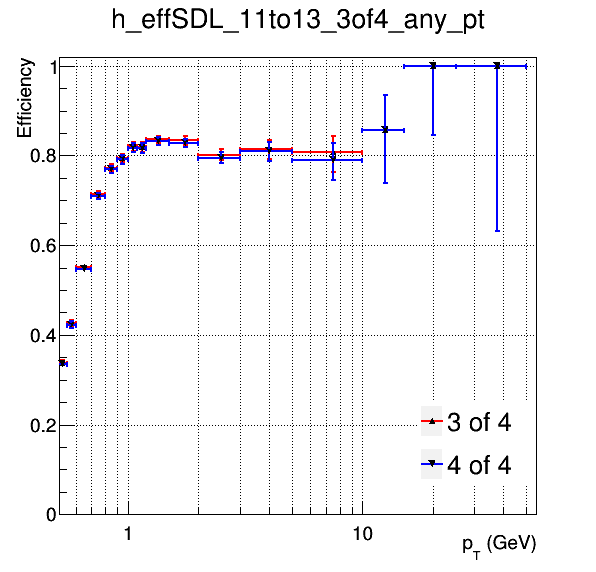 h_effSDL_11to13_3of4_any_pt
Efficiency
1
0.8
0.6
0.4
0.2
0
3 of 4
4 of 4
1
10
p_T (GeV)